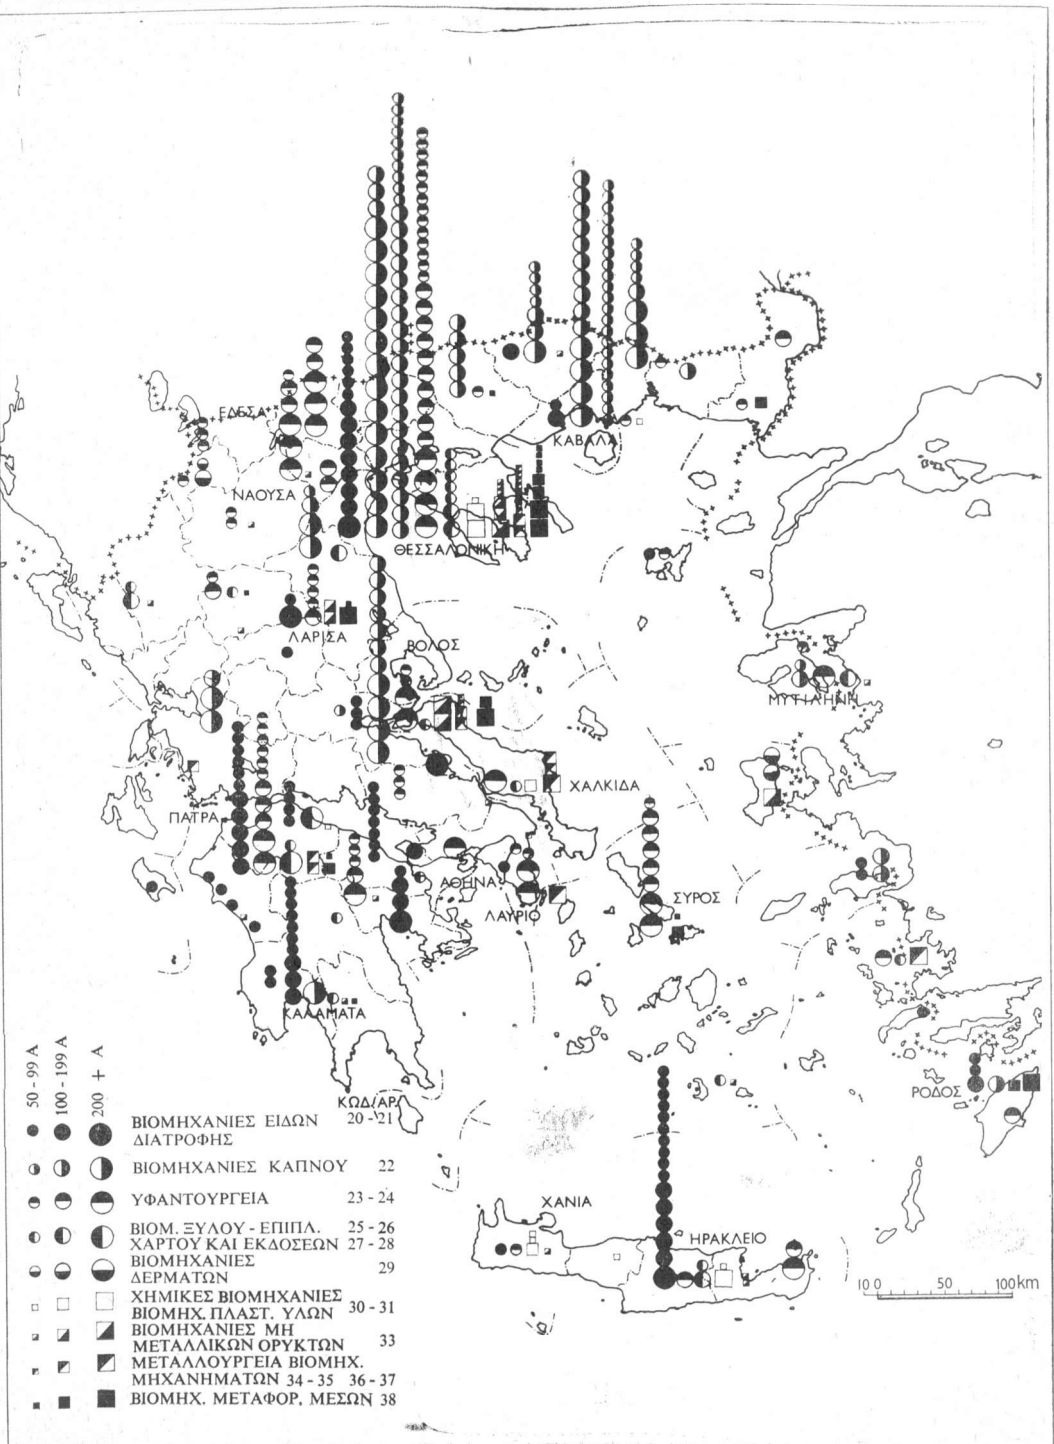 ΕΔΕΣΑ
ΚΑΒΑΛΑ
ΝΑΟΥΣΑ
ΘΕΣΣΑΛΟΝΙΚΗ
ΛΑΡΙΣΑ
ΒΟΛΟΣ
ΜΥΤΙΛΗΝΗ
ΧΑΛΚΙΔΑ
ΠΑΤΡΑ
ΑΘΗΝΑ
ΛΑΥΡΙΟ
ΣΥΡΟΣ
ΚΑΛΑΜΑΤΑ
ΡΟΔΟΣ
ΧΑΝΙΑ
ΗΡΑΚΛΕΙΟ
10 0 50 100km
50 - 99 Α
100 - 199 Α
200 + Α
ΚΩΔ/ΑΡ.
ΒΙΟΜΗΧΑΝΙΕΣ ΕΙΔΩΝ 20 - 21
ΔΙΑΤΡΟΦΗΣ
ΒΙΟΜΗΧΑΝΙΕΣ ΚΑΠΝΟΥ 22
ΥΦΑΝΤΟΥΡΓΕΙΑ 23 - 24
ΒΙΟΜ. ΞΥΛΟΥ - ΕΠΙΠΛ. 25 - 26
ΧΑΡΤΟΥ ΚΑΙ ΕΚΔΟΣΕΩΝ 27 - 28
ΒΙΟΜΗΧΑΝΙΕΣ 29
ΔΕΡΜΑΤΩΝ
ΧΗΜΙΚΕΣ ΒΙΟΜΗΧΑΝΙΕΣ
ΒΙΟΜΗΧ. ΠΛΑΣΤ. ΥΛΩΝ 30 - 31
ΒΙΟΜΗΧΑΝΙΕΣ ΜΗ
ΜΕΤΑΛΛΙΚΩΝ ΟΡΥΚΤΩΝ 33
ΜΕΤΑΛΛΟΥΡΓΕΙΑ ΒΙΟΜΗΧ.
ΜΗΧΑΝΗΜΑΤΩΝ 34 - 35 36 - 37
ΒΙΟΜΗΧ. ΜΕΤΑΦΟΡ. ΜΕΣΩΝ 38